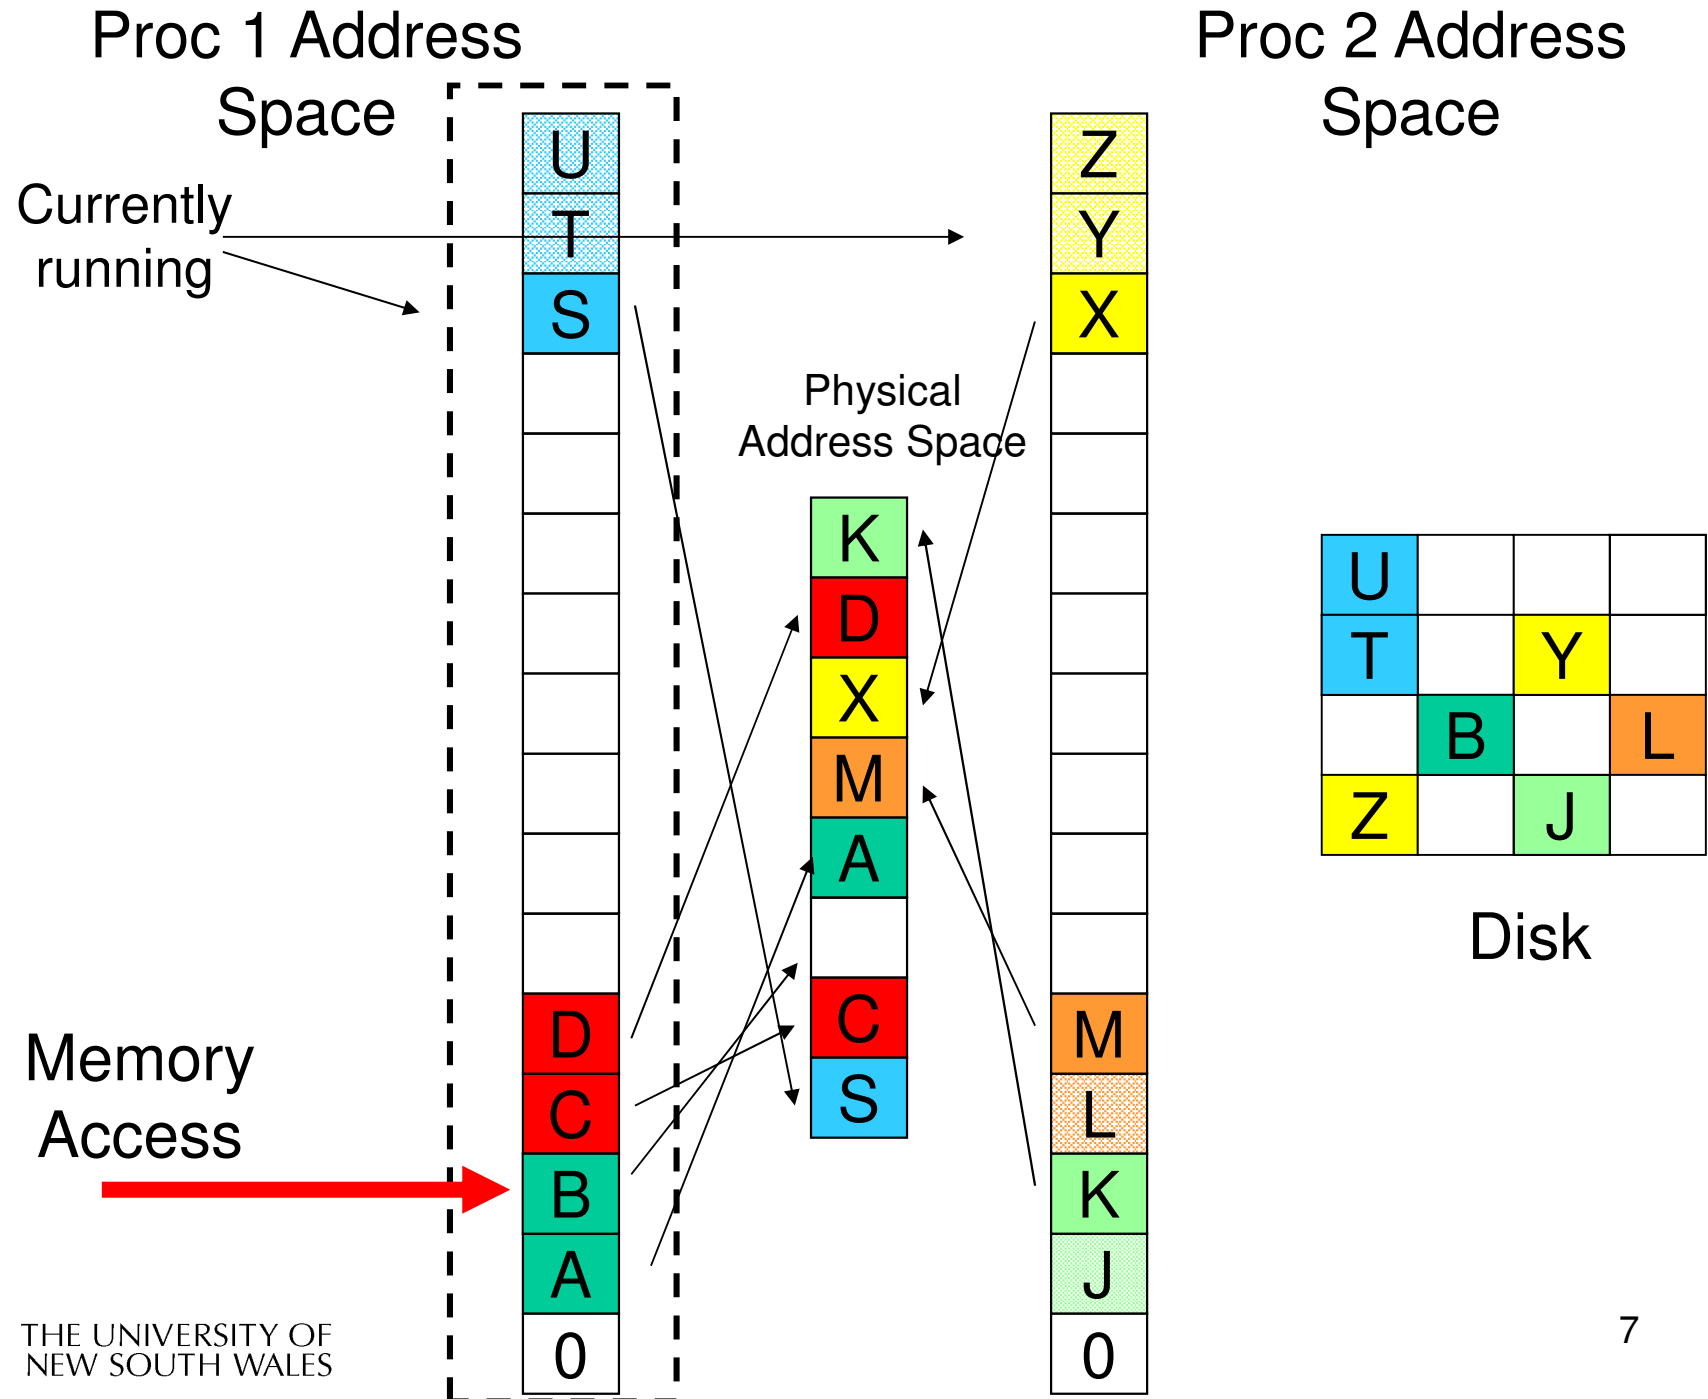 Proc 1 Address
Space
Proc 2 Address
Space
Currently
running
U
T
S
D
C
B
A
0
Memory
Access
Physical
Address Space
K
D
X
M
A
C
S
Z
Y
X
M
L
K
J
0
U
T Y
B L
Z J
Disk
THE UNIVERSITY OF
NEW SOUTH WALES
7